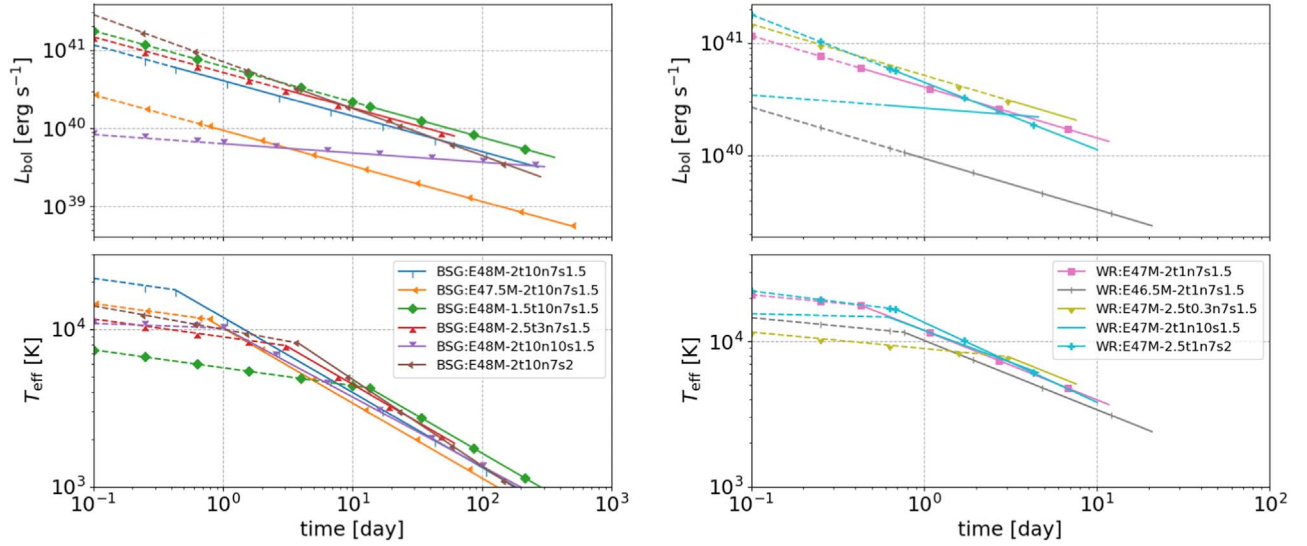 10^41
10^40
10^39
L_bol [erg s^−1]
10^41
10^40
L_bol [erg s^−1]
10^4
10^3
T_eff [K]
BSG:E48M-2t10n7s1.5
BSG:E47.5M-2t10n7s1.5
BSG:E48M-1.5t10n7s1.5
BSG:E48M-2.5t3n7s1.5
BSG:E48M-2t10n10s1.5
BSG:E48M-2t10n7s2
10^−1 10^0 10^1 10^2 10^3
time [day]
10^4
10^3
T_eff [K]
WR:E47M-2t1n7s1.5
WR:E46.5M-2t1n7s1.5
WR:E47M-2.5t0.3n7s1.5
WR:E47M-2t1n10s1.5
WR:E47M-2.5t1n7s2
10^−1 10^0 10^1 10^2
time [day]